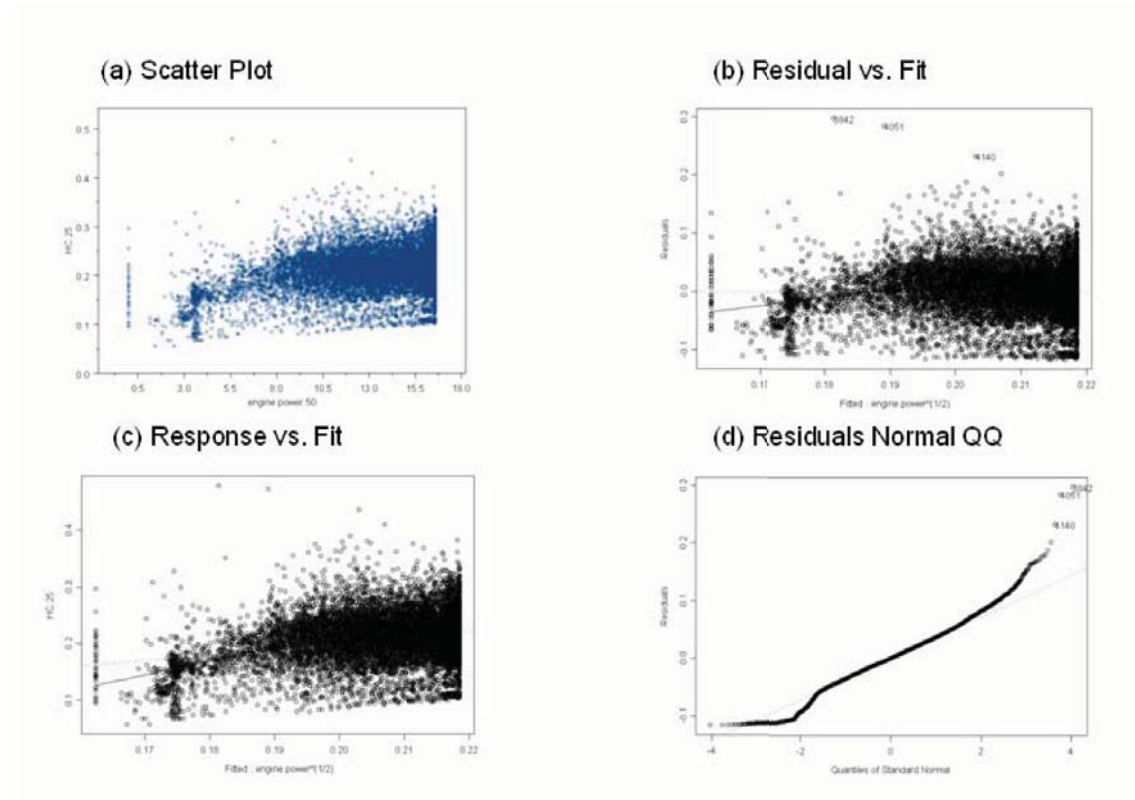 (a) Scatter Plot
0.5
0.4
0.3
0.2
0.1
0.0
HC.25
0.5 3.0 5.5 8.0 10.5 13.0 15.5 18.0
engine power 50
(b) Residual vs. Fit
0.3
0.2
0.1
0.0
-0.1
Residuals
4051
4140
0.18 0.19 0.20 0.21 0.22
Fitted : engine power^(1/2)
(c) Response vs. Fit
0.4
0.3
0.2
0.1
HC.25
0.17 0.18 0.19 0.20 0.21 0.22
Fitted : engine power^(1/2)
(d) Residuals Normal QQ
0.3
0.2
0.1
0.0
-0.1
Residuals
4051
4140
-4 -2 0 2 4
Quantiles of Standard Normal